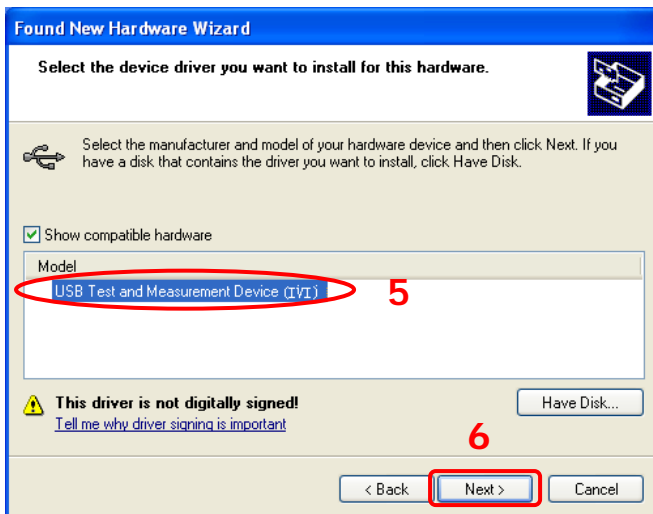 Found New Hardware Wizard
Select the device driver you want to install for this hardware.
Select the manufacturer and model of your hardware device and then click Next. If you
have a disk that contains the driver you want to install, click Have Disk.
Show compatible hardware
Model
USB Test and Measurement Device (IVI)
5
This driver is not digitally signed!
Have Disk...
Tell me why driver signing is important
6
< Back
Next >
Cancel